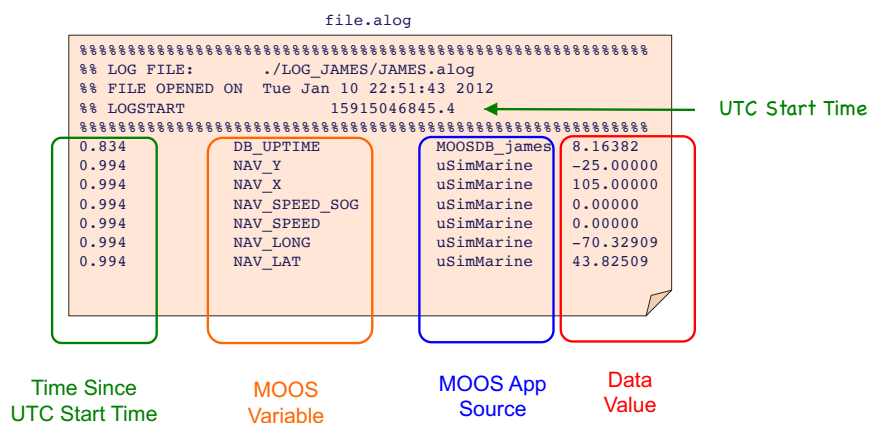 file.alog
%%%%%%%%%%%%%%%%%%%%%%%%%%%%%%%%%%%%%%%%%%%%%%%%%%%%
%% LOG FILE: ./LOG_JAMES/JAMES.alog
%% FILE OPENED ON Tue Jan 10 22:51:43 2012
%% LOGSTART 15915046845.4
UTC Start Time
%%%%%%%%%%%%%%%%%%%%%%%%%%%%%%%%%%%%%%%%%%%%%%%%%%%%
0.834 DB_UPTIME MOOSDB_james 8.16382
0.994 NAV_Y uSimMarine -25.00000
0.994 NAV_X uSimMarine 105.00000
0.994 NAV_SPEED_SOG uSimMarine 0.00000
0.994 NAV_SPEED uSimMarine 0.00000
0.994 NAV_LONG uSimMarine -70.32909
0.994 NAV_LAT uSimMarine 43.82509
Time Since
UTC Start Time
MOOS
Variable
MOOS App
Source
Data
Value